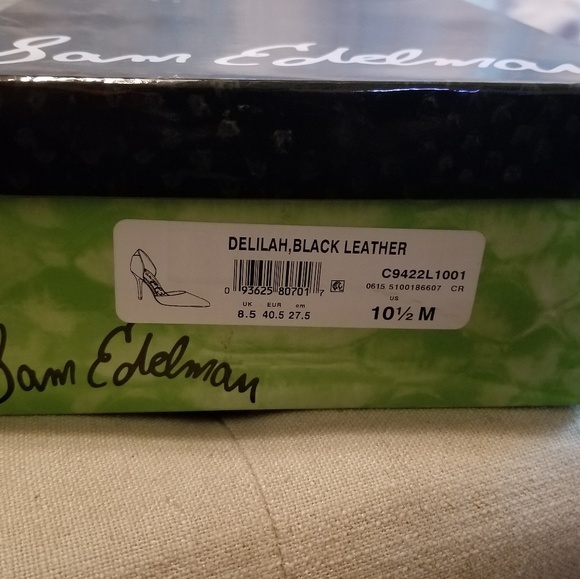 Sam Edelman
DELILAH,BLACK LEATHER
0 93625 80701 7
C9422L1001
0615 5100186607 CR
UK EUR cm
8.5 40.5 27.5
US
10½ M
Sam Edelman